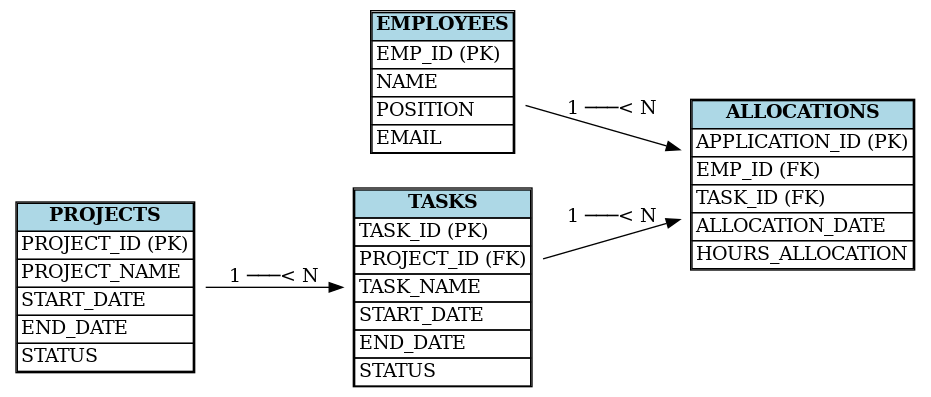 EMPLOYEES
EMP_ID (PK)
NAME
POSITION
EMAIL
1 ──< N
ALLOCATIONS
APPLICATION_ID (PK)
EMP_ID (FK)
TASK_ID (FK)
ALLOCATION_DATE
HOURS_ALLOCATION
PROJECTS
PROJECT_ID (PK)
PROJECT_NAME
START_DATE
END_DATE
STATUS
1 ──< N
TASKS
TASK_ID (PK)
PROJECT_ID (FK)
TASK_NAME
START_DATE
END_DATE
STATUS
1 ──< N